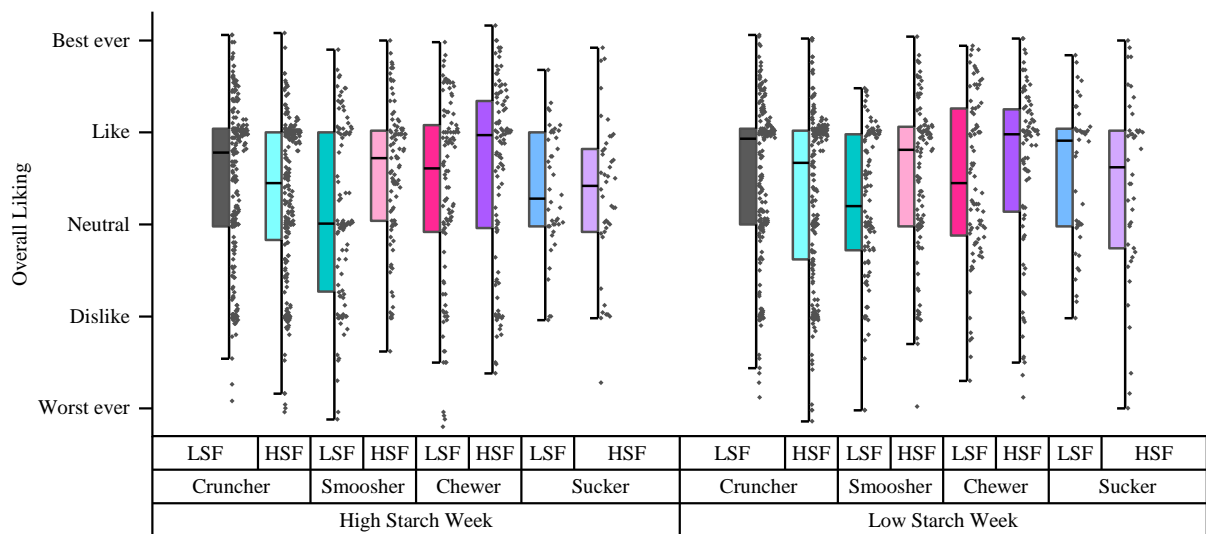 Overall Liking
Best ever
Like
Neutral
Dislike
Worst ever
LSF HSF LSF HSF LSF HSF LSF HSF LSF HSF LSF HSF LSF HSF LSF HSF
Cruncher Smoosher Chewer Sucker Cruncher Smoosher Chewer Sucker
High Starch Week Low Starch Week